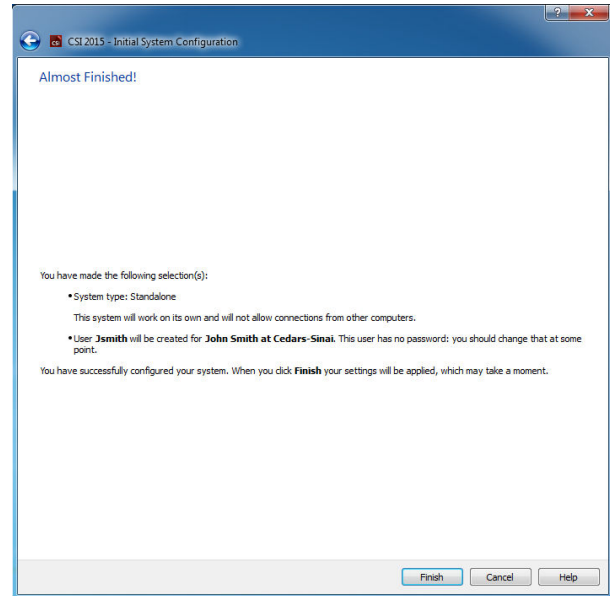 ?
CSI 2015 - Initial System Configuration
Almost Finished!
You have made the following selection(s):
•System type: Standalone
This system will work on its own and will not allow connections from other computers.
•User Jsmith will be created for John Smith at Cedars-Sinai. This user has no password: you should change that at some
point.
You have successfully configured your system. When you click Finish your settings will be applied, which may take a moment.
Finish Cancel Help